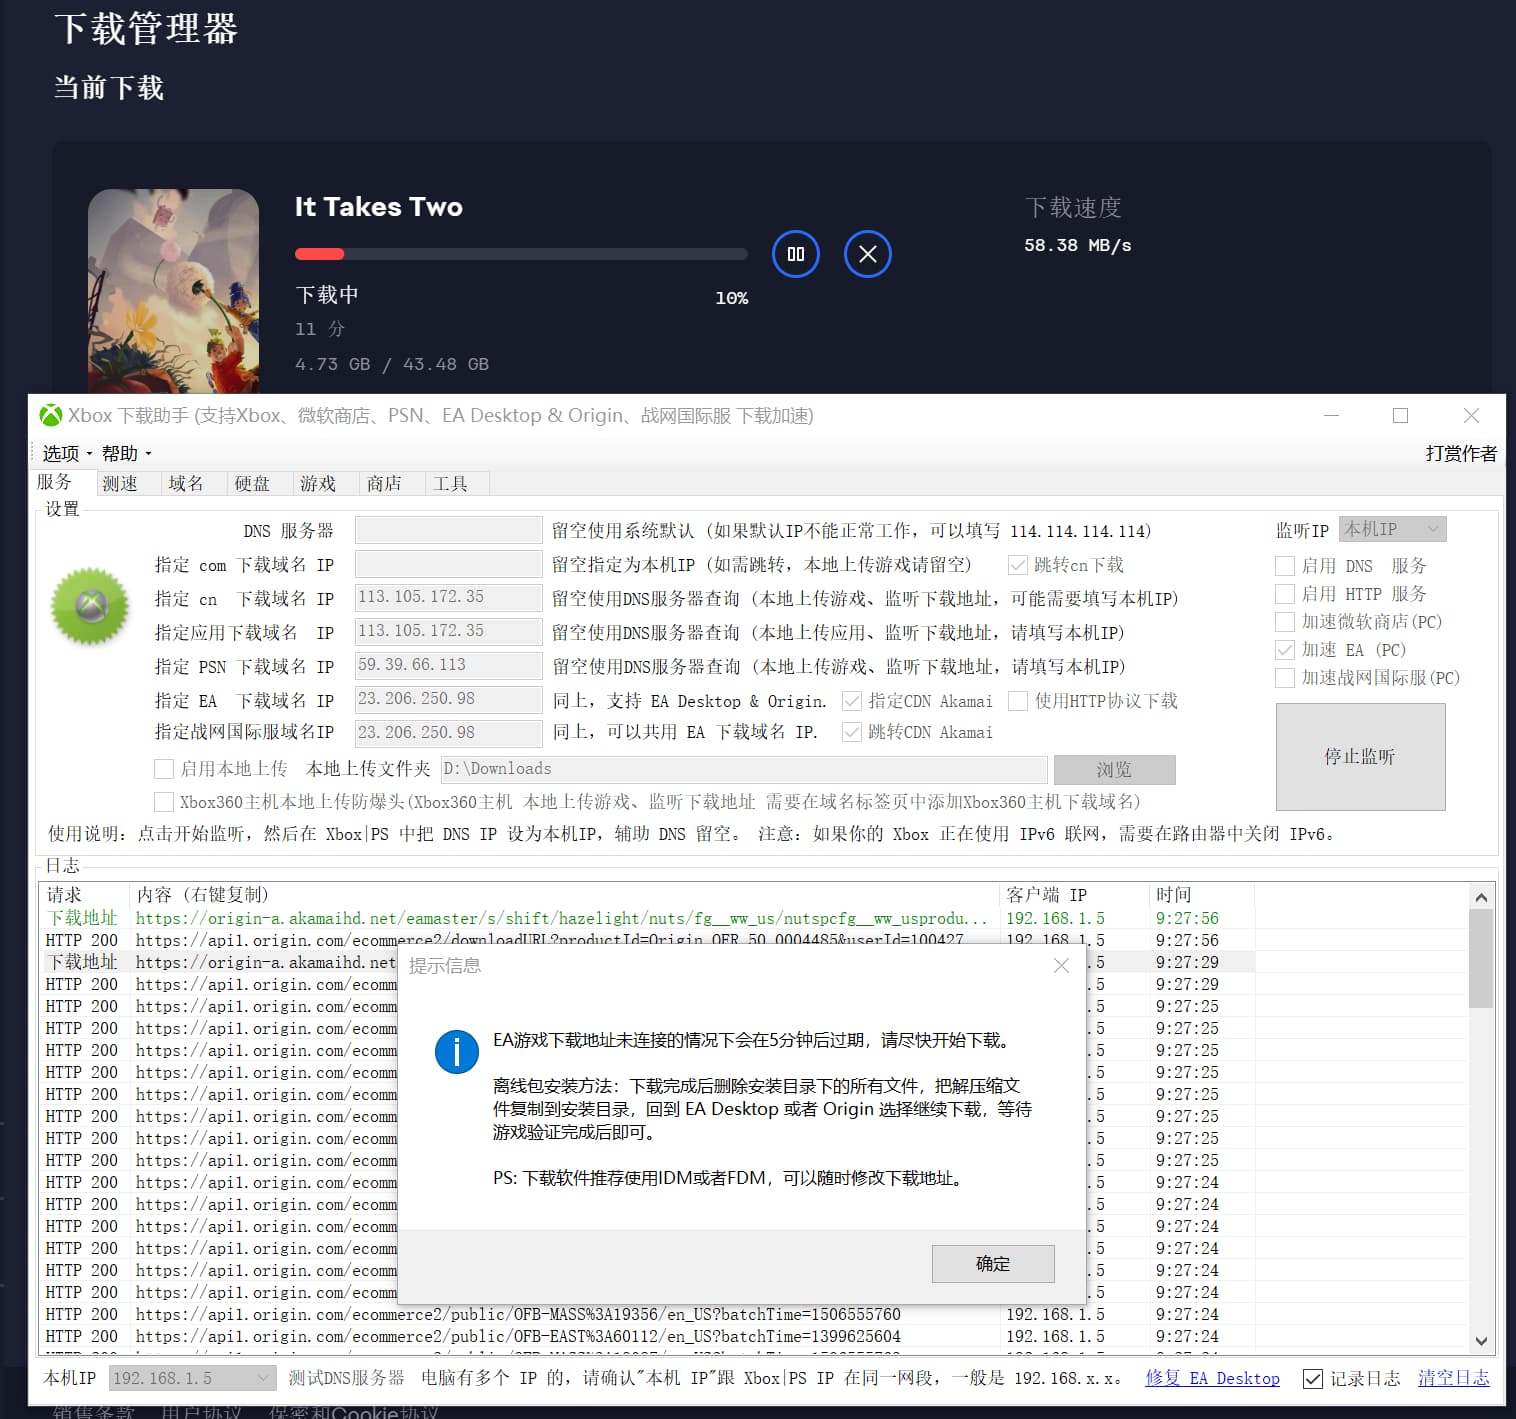 下载管理器
当前下载
It Takes Two
下载速度
58.38 MB/s
下载中
10%
11 分
4.73 GB / 43.48 GB
Xbox 下载助手 (支持Xbox、微软商店、PSN、EA Desktop & Origin、战网国际服 下载加速)
选项 帮助 打赏作者
服务 测速 域名 硬盘 游戏 商店 工具
设置
DNS 服务器 留空使用系统默认 (如果默认IP不能正常工作，可以填写 114.114.114.114) 监听IP 本机IP
指定 com 下载域名 IP 留空指定为本机IP (如需跳转，本地上传游戏请留空) 跳转cn下载 启用 DNS 服务
启用 HTTP 服务
指定 cn 下载域名 IP 113.105.172.35 留空使用DNS服务器查询 (本地上传游戏、监听下载地址，可能需要填写本机IP)
加速微软商店(PC)
指定应用下载域名 IP 113.105.172.35 留空使用DNS服务器查询 (本地上传应用、监听下载地址，请填写本机IP)
加速 EA (PC)
指定 PSN 下载域名 IP 59.39.66.113 留空使用DNS服务器查询 (本地上传游戏、监听下载地址，请填写本机IP)
加速战网国际服(PC)
指定 EA 下载域名 IP 23.206.250.98 同上，支持 EA Desktop & Origin. 指定CDN Akamai 使用HTTP协议下载
指定战网国际服域名IP 23.206.250.98 同上，可以共用 EA 下载域名 IP. 跳转CDN Akamai
停止监听
启用本地上传 本地上传文件夹 D:\Downloads 浏览
Xbox360主机本地上传防爆头(Xbox360主机 本地上传游戏、监听下载地址 需要在域名标签页中添加Xbox360主机下载域名)
使用说明：点击开始监听，然后在 Xbox|PS 中把 DNS IP 设为本机IP，辅助 DNS 留空。 注意：如果你的 Xbox 正在使用 IPv6 联网，需要在路由器中关闭 IPv6。
日志
请求 内容 (右键复制) 客户端 IP 时间
下载地址 https://origin-a.akamaihd.net/eamaster/s/shift/hazelight/nuts/fg__ww_us/nutspcfg__ww_usprodu... 192.168.1.5 9:27:56
HTTP 200 https://api1.origin.com/ecommerce2/downloadURL?productId=Origin.OFR.50.0004485&userId=100427 192.168.1.5 9:27:56
下载地址 https://origin-a.akamaihd.net .5 9:27:29
HTTP 200 https://api1.origin.com/ecomm .5 9:27:29
HTTP 200 https://api1.origin.com/ecomm .5 9:27:25
HTTP 200 https://api1.origin.com/ecomm .5 9:27:25
HTTP 200 https://api1.origin.com/ecomm .5 9:27:25
HTTP 200 https://api1.origin.com/ecomm .5 9:27:25
HTTP 200 https://api1.origin.com/ecomm .5 9:27:25
HTTP 200 https://api1.origin.com/ecomm .5 9:27:25
HTTP 200 https://api1.origin.com/ecomm .5 9:27:25
HTTP 200 https://api1.origin.com/ecomm .5 9:27:25
HTTP 200 https://api1.origin.com/ecomm .5 9:27:24
HTTP 200 https://api1.origin.com/ecomm .5 9:27:24
HTTP 200 https://api1.origin.com/ecomm .5 9:27:24
HTTP 200 https://api1.origin.com/ecomm .5 9:27:24
HTTP 200 https://api1.origin.com/ecomm .5 9:27:24
HTTP 200 https://api1.origin.com/ecomm .5 9:27:24
HTTP 200 https://api1.origin.com/ecommerce2/public/OFB-MASS%3A19356/en_US?batchTime=1506555760 192.168.1.5 9:27:24
HTTP 200 https://api1.origin.com/ecommerce2/public/OFB-EAST%3A60112/en_US?batchTime=1399625604 192.168.1.5 9:27:24
提示信息
EA游戏下载地址未连接的情况下会在5分钟后过期，请尽快开始下载。
离线包安装方法：下载完成后删除安装目录下的所有文件，把解压缩文
件复制到安装目录，回到 EA Desktop 或者 Origin 选择继续下载，等待
游戏验证完成后即可。
PS: 下载软件推荐使用IDM或者FDM，可以随时修改下载地址。
确定
本机IP 192.168.1.5 测试DNS服务器 电脑有多个 IP 的，请确认"本机 IP"跟 Xbox|PS IP 在同一网段，一般是 192.168.x.x。 修复 EA Desktop 记录日志 清空日志
销售条款 用户协议 保密和Cookie协议